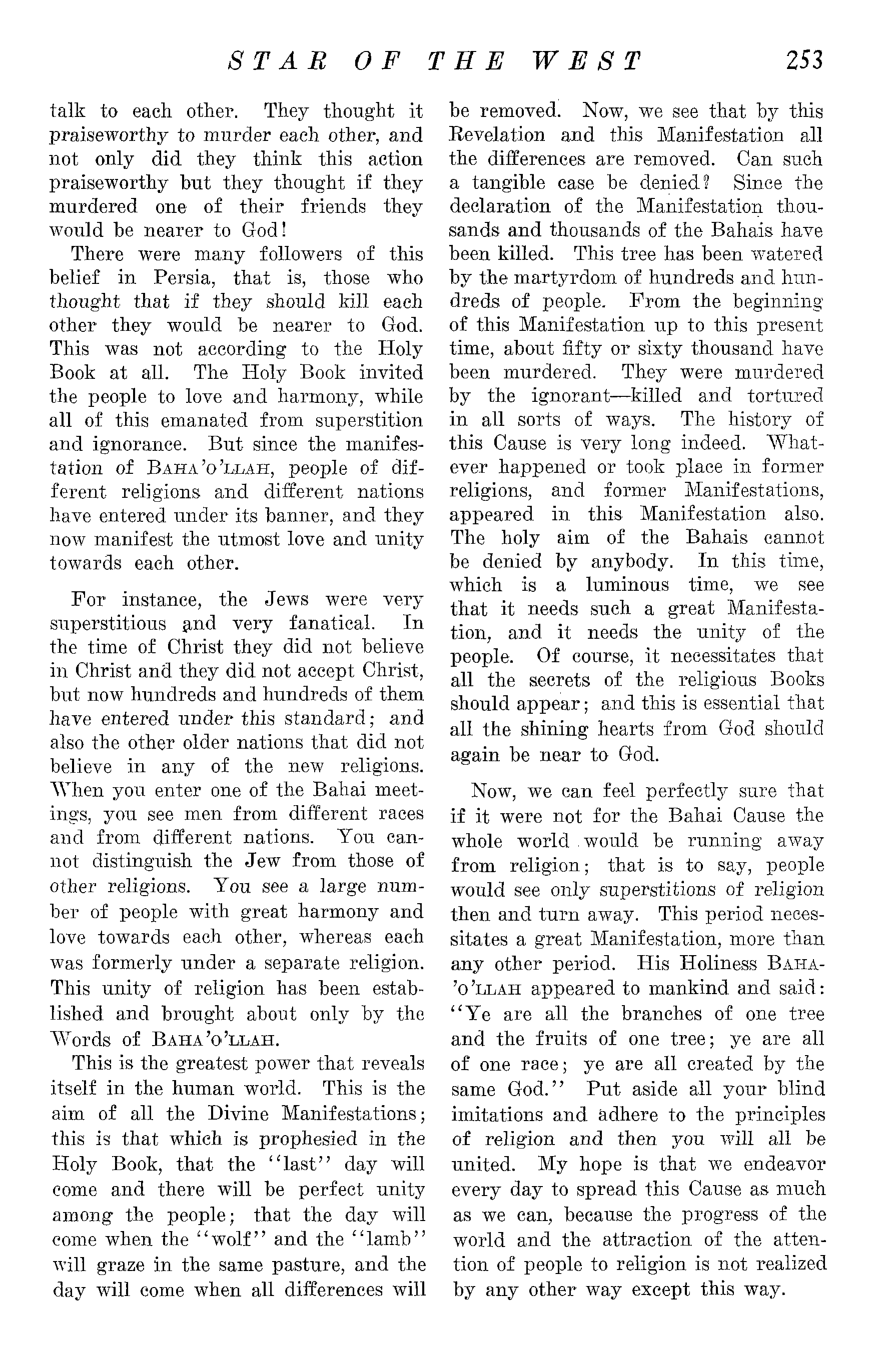 STAR OF THE WEST 253
talk to each other. They thought it
praiseworthy to murder each other, and
not only did they think this action
praiseworthy but they thought if they
murdered one of their friends they
would be nearer to God!
There were many followers of this
belief in Persia, that is, those who
thought that if they should kill each
other they would be nearer to God.
This was not according to the Holy
Book at all. The Holy Book invited
the people to love and harmony, while
all of this emanated from superstition
and ignorance. But since the manifes-
tation of BAHA'O'LLAH, people of dif-
ferent religions and different nations
have entered under its banner, and they
now manifest the utmost love and unity
towards each other.
For instance, the Jews were very
superstitious and very fanatical. In
the time of Christ they did not believe
in Christ and they did not accept Christ,
but now hundreds and hundreds of them
have entered under this standard; and
also the other older nations that did not
believe in any of the new religions.
When you enter one of the Bahai meet-
ings, you see men from different races
and from different nations. You can-
not distinguish the Jew from those of
other religions. You see a large num-
ber of people with great harmony and
love towards each other, whereas each
was formerly under a separate religion.
This unity of religion has been estab-
lished and brought about only by the
Words of BAHA'O'LLAH.
This is the greatest power that reveals
itself in the human world. This is the
aim of all the Divine Manifestations;
this is that which is prophesied in the
Holy Book, that the "last" day will
come and there will be perfect unity
among the people; that the day will
come when the "wolf" and the "lamb"
will graze in the same pasture, and the
day will come when all differences will
be removed. Now, we see that by this
Revelation and this Manifestation all
the differences are removed. Can such
a tangible case be denied? Since the
declaration of the Manifestation thou-
sands and thousands of the Bahais have
been killed. This tree has been watered
by the martyrdom of hundreds and hun-
dreds of people. From the beginning
of this Manifestation up to this present
time, about fifty or sixty thousand have
been murdered. They were murdered
by the ignorant—killed and tortured
in all sorts of ways. The history of
this Cause is very long indeed. What-
ever happened or took place in former
religions, and former Manifestations,
appeared in this Manifestation also.
The holy aim of the Bahais cannot
be denied by anybody. In this time,
which is a luminous time, we see
that it needs such a great Manifesta-
tion, and it needs the unity of the
people. Of course, it necessitates that
all the secrets of the religious Books
should appear; and this is essential that
all the shining hearts from God should
again be near to God.
Now, we can feel perfectly sure that
if it were not for the Bahai Cause the
whole world would be running away
from religion; that is to say, people
would see only superstitions of religion
then and turn away. This period neces-
sitates a great Manifestation, more than
any other period. His Holiness BAHA-
'O'LLAH appeared to mankind and said:
"Ye are all the branches of one tree
and the fruits of one tree; ye are all
of one race; ye are all created by the
same God." Put aside all your blind
imitations and adhere to the principles
of religion and then you will all be
united. My hope is that we endeavor
every day to spread this Cause as much
as we can, because the progress of the
world and the attraction of the atten-
tion of people to religion is not realized
by any other way except this way.